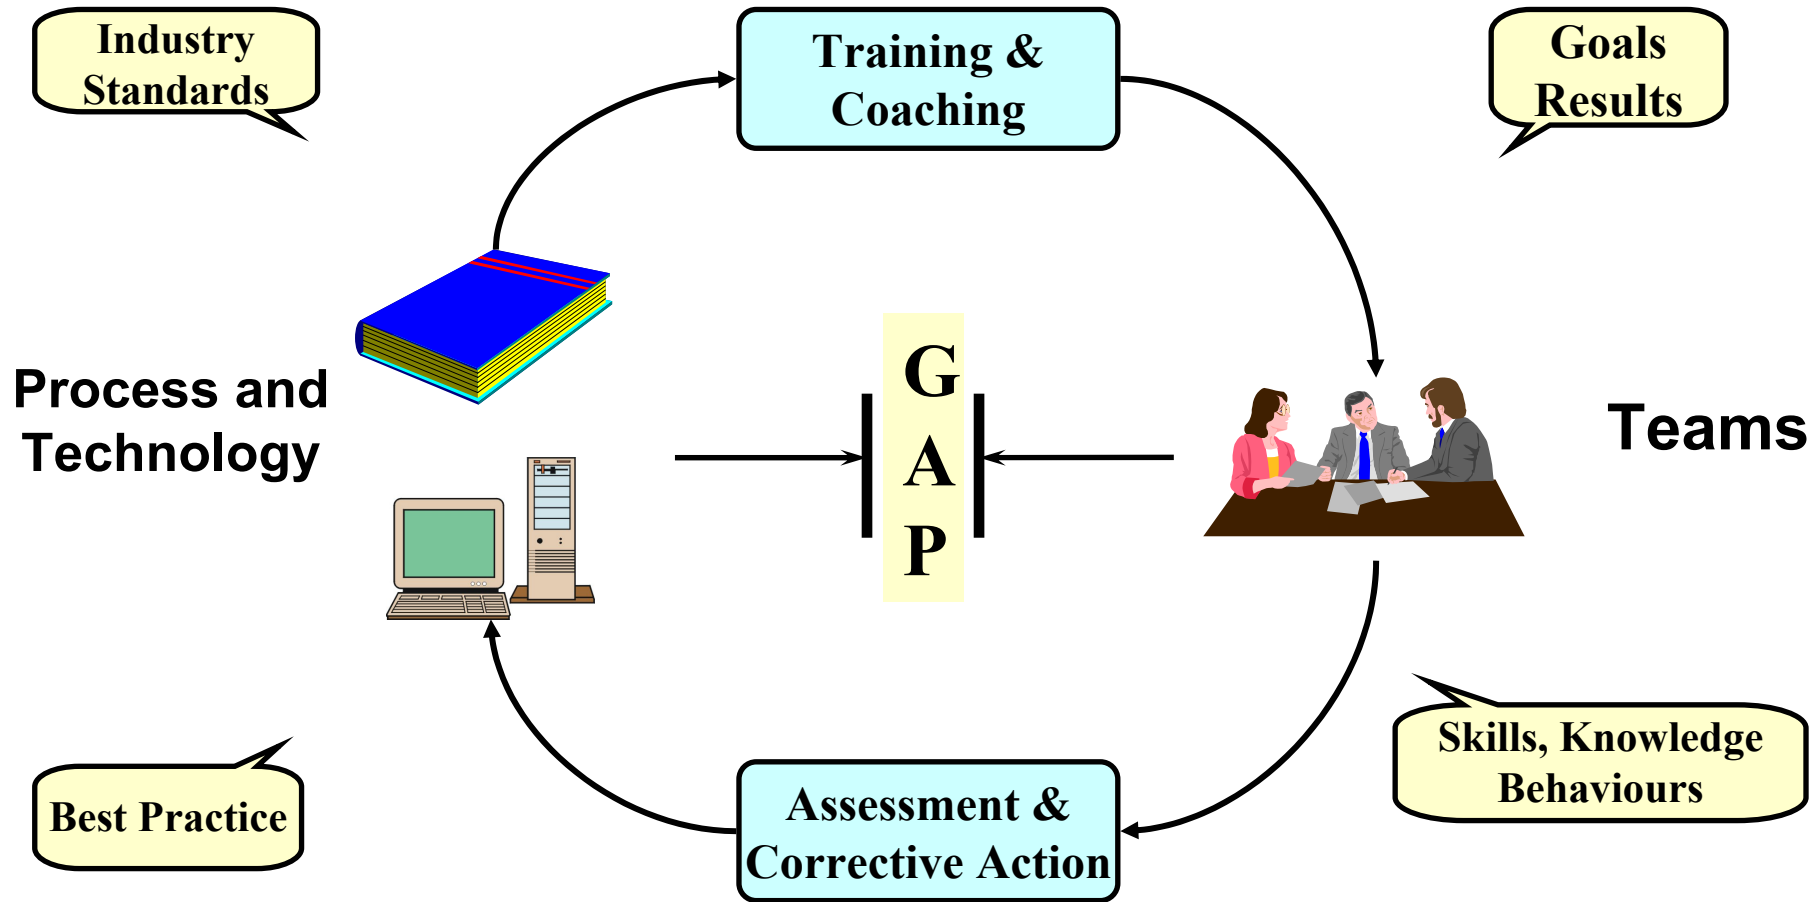 Industry
Standards
Training &
Coaching
Goals
Results
Process and
Technology
G
A
P
Teams
Best Practice
Assessment &
Corrective Action
Skills, Knowledge
Behaviours